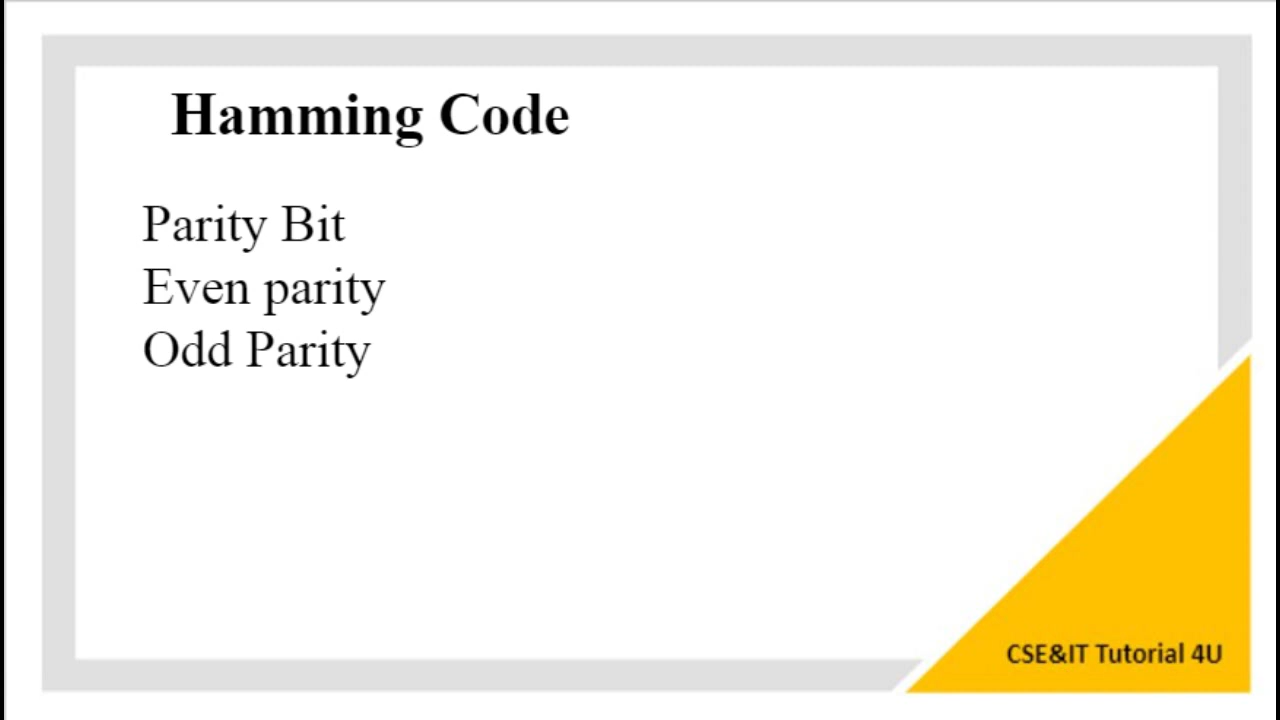 Hamming Code
Parity Bit
Even parity
Odd Parity
CSE&IT Tutorial 4U